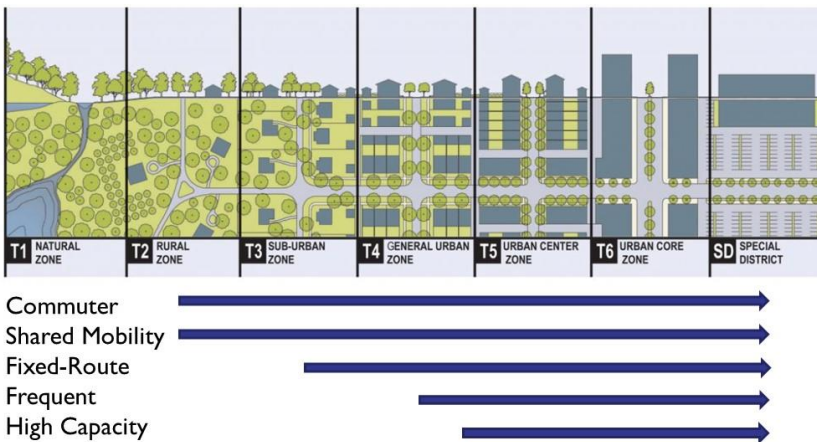 T1 NATURAL ZONE
T2 RURAL ZONE
T3 SUB-URBAN ZONE
T4 GENERAL URBAN ZONE
T5 URBAN CENTER ZONE
T6 URBAN CORE ZONE
SD SPECIAL DISTRICT
Commuter
Shared Mobility
Fixed-Route
Frequent
High Capacity